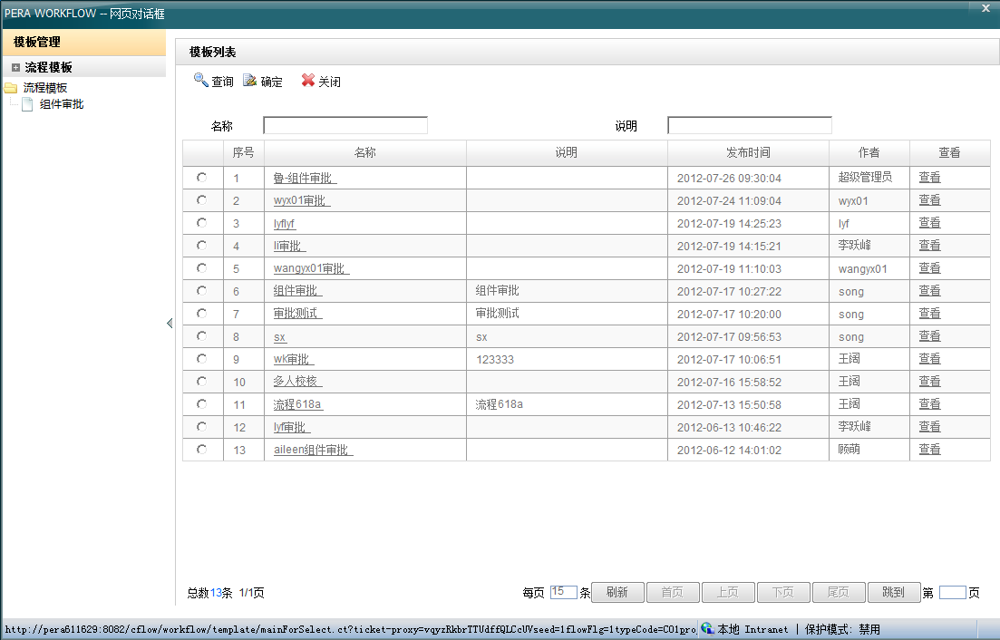 PERA WORKFLOW -- 网页对话框
模板管理
流程模板
流程模板
组件审批
模板列表
查询 确定 关闭
名称 说明
序号 名称 说明 发布时间 作者 查看
1 鲁-组件审批 2012-07-26 09:30:04 超级管理员 查看
2 wyx01审批 2012-07-24 11:09:04 wyx01 查看
3 lyflyf 2012-07-19 14:25:23 lyf 查看
4 li审批 2012-07-19 14:15:21 李跃峰 查看
5 wangyx01审批 2012-07-19 11:10:03 wangyx01 查看
6 组件审批 组件审批 2012-07-17 10:27:22 song 查看
7 审批测试 审批测试 2012-07-17 10:20:00 song 查看
8 sx sx 2012-07-17 09:56:53 song 查看
9 wk审批 123333 2012-07-17 10:06:51 王阔 查看
10 多人校核 2012-07-16 15:58:52 王阔 查看
11 流程618a 流程618a 2012-07-13 15:50:58 王阔 查看
12 lyf审批 2012-06-13 10:46:22 李跃峰 查看
13 aileen组件审批 2012-06-12 14:01:02 顾萌 查看
总数13条 1/1页 每页 15 条 刷新 首页 上页 下页 尾页 跳到 第 页
http://pera611629:8082/cflow/workflow/template/mainForSelect.ct?ticket-proxy=vqyzRkbrTTUdffQLCcUVseed=1flowFlg=1typeCode=CO1pro 本地 Intranet | 保护模式: 禁用